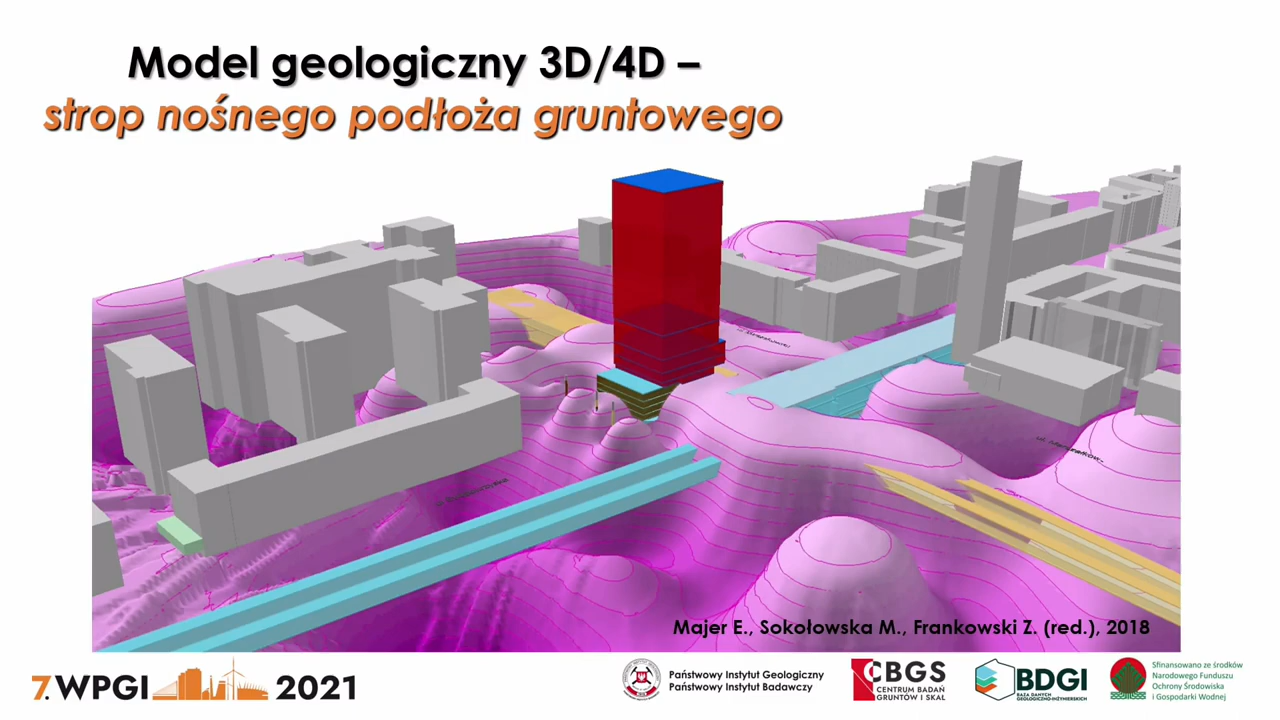 Model geologiczny 3D/4D –
strop nośnego podłoża gruntowego
Majer E., Sokołowska M., Frankowski Z. (red.), 2018
7. WPGI 2021
Państwowy Instytut Geologiczny
Państwowy Instytut Badawczy
CBGS
CENTRUM BADAŃ
GRUNTÓW I SKAŁ
BDGI
BAZA DANYCH
GEOLOGICZNO-INŻYNIERSKICH
Sfinansowano ze środków
Narodowego Funduszu
Ochrony Środowiska
i Gospodarki Wodnej